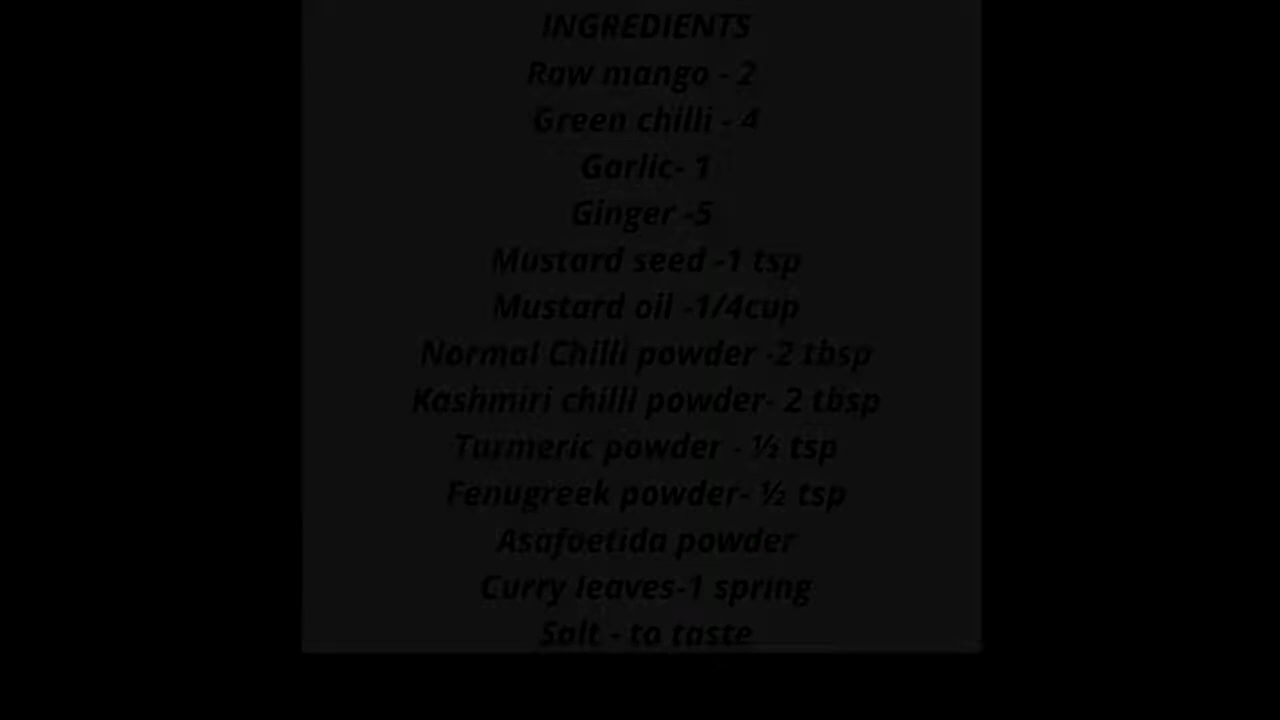 INGREDIENTS
Raw mango - 2
Green chilli - 4
Garlic- 1
Ginger -5
Mustard seed -1 tsp
Mustard oil -1/4cup
Normal Chilli powder -2 tbsp
Kashmiri chilli powder- 2 tbsp
Turmeric powder - ½ tsp
Fenugreek powder- ½ tsp
Asafoetida powder
Curry leaves-1 spring
Salt - to taste